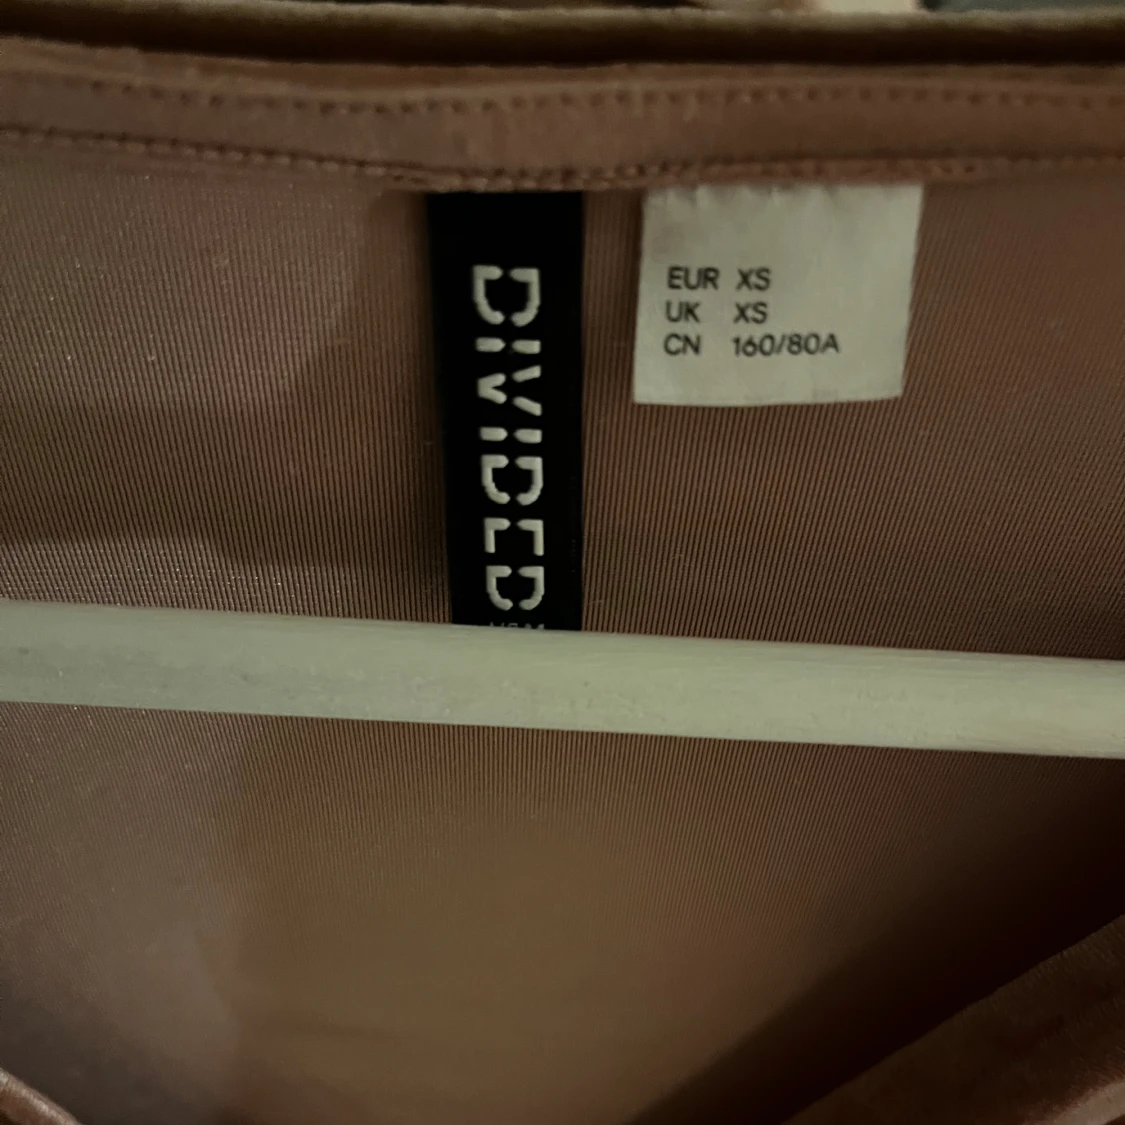 DIVIDED
H&M
EUR XS
UK XS
CN 160/80A